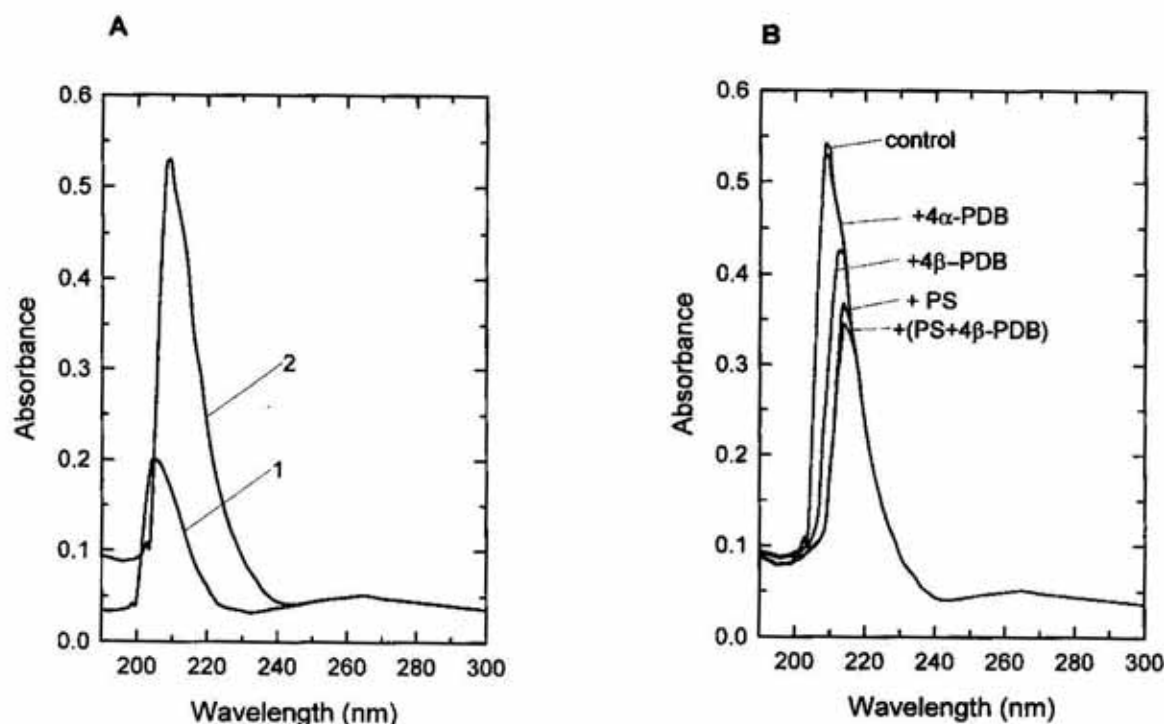 A
0.6
0.5
0.4
0.3
0.2
0.1
0.0
Absorbance
2
1
200 220 240 260 280 300
Wavelength (nm)
B
0.6
0.5
0.4
0.3
0.2
0.1
0.0
Absorbance
control
+4α-PDB
+4β-PDB
+ PS
+(PS+4β-PDB)
200 220 240 260 280 300
Wavelength (nm)